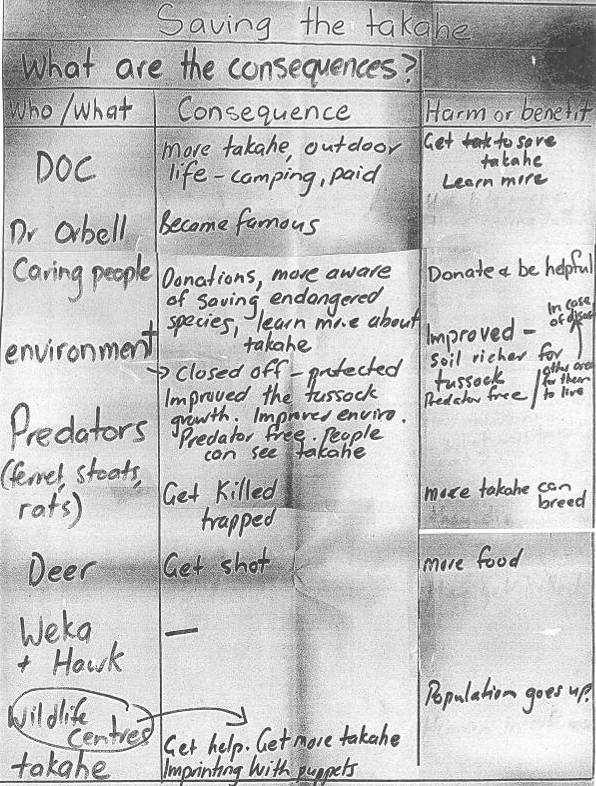 Saving the takahe
What are the consequences?
Who/What Consequence Harm or benefit
DOC
More takahe, outdoor
life - camping, paid
Get to save
takahe
Learn more
Dr Orbell
Become famous
Caring people
Donations, more aware
of saving endangered
species, learn more about
takahe
Donate & be helpful
environment
→ Closed off - protected
Improved the tussock
growth. Improves enviro.
Predator free. People
can see takahe
Improved -
soil richer for
tussock
Predator free
In case
of
other area
for them
to live
Predators
(ferret, stoats,
rats)
Get Killed
trapped
more takahe can
breed
Deer
Get shot
more food
Weka
+ Hawk
—
Wildlife
Centres
takahe
Get help. Get more takahe
Imprinting with puppets
Population goes up.